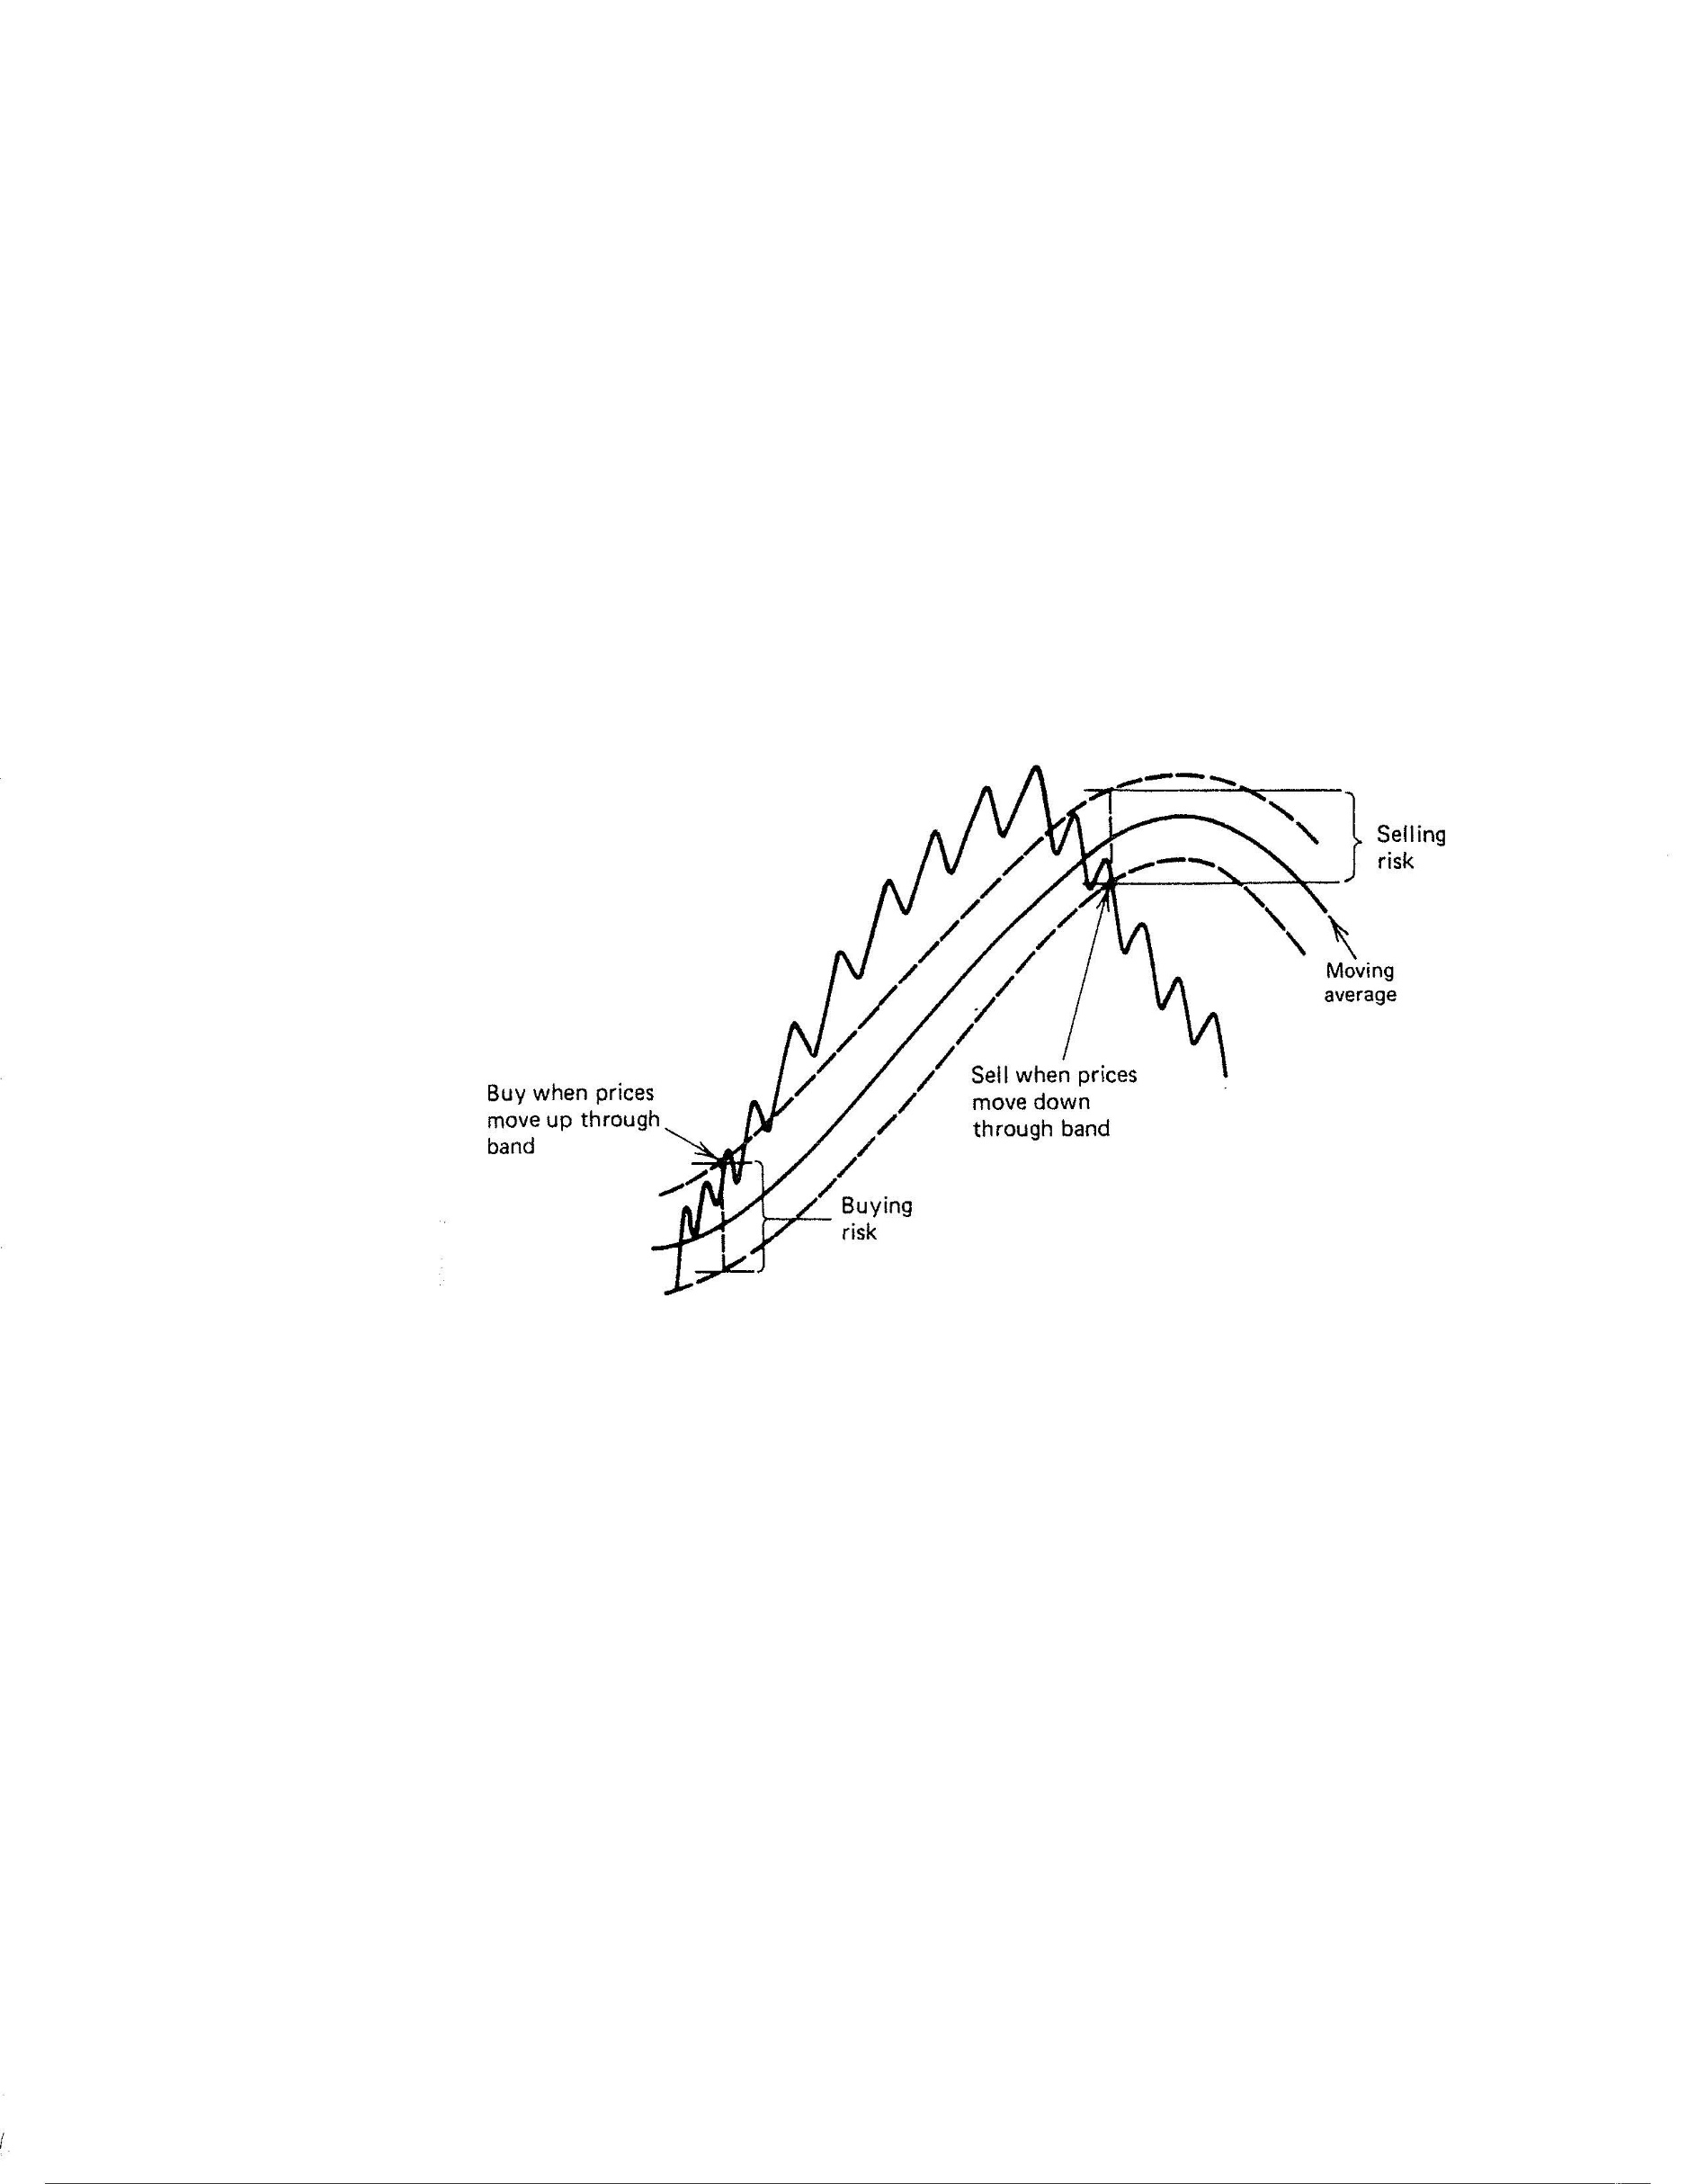 Selling
risk
Moving
average
Sell when prices
move down
through band
Buy when prices
move up through
band
Buying
risk